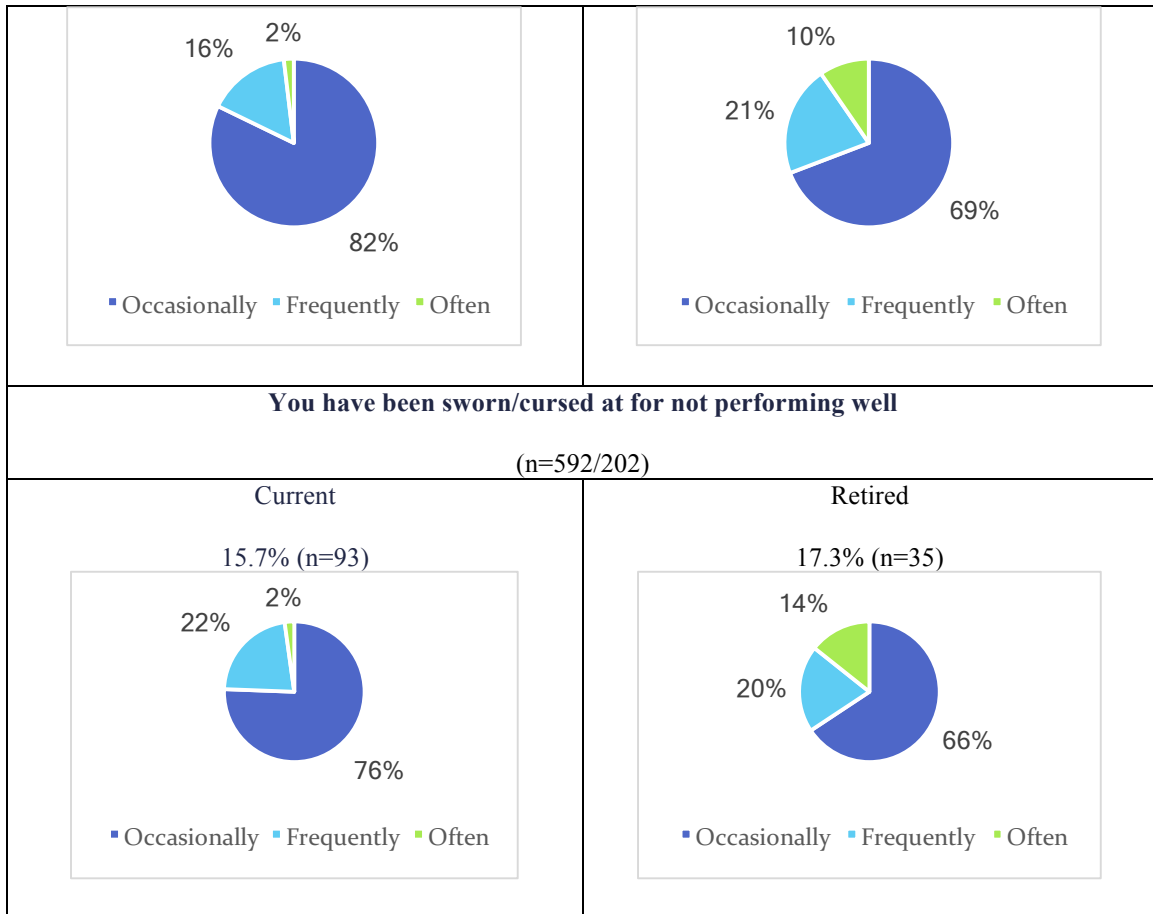 2%
16%
82%
Occasionally Frequently Often
10%
21%
69%
Occasionally Frequently Often
You have been sworn/cursed at for not performing well
(n=592/202)
Current
15.7% (n=93)
2%
22%
76%
Occasionally Frequently Often
Retired
17.3% (n=35)
14%
20%
66%
Occasionally Frequently Often